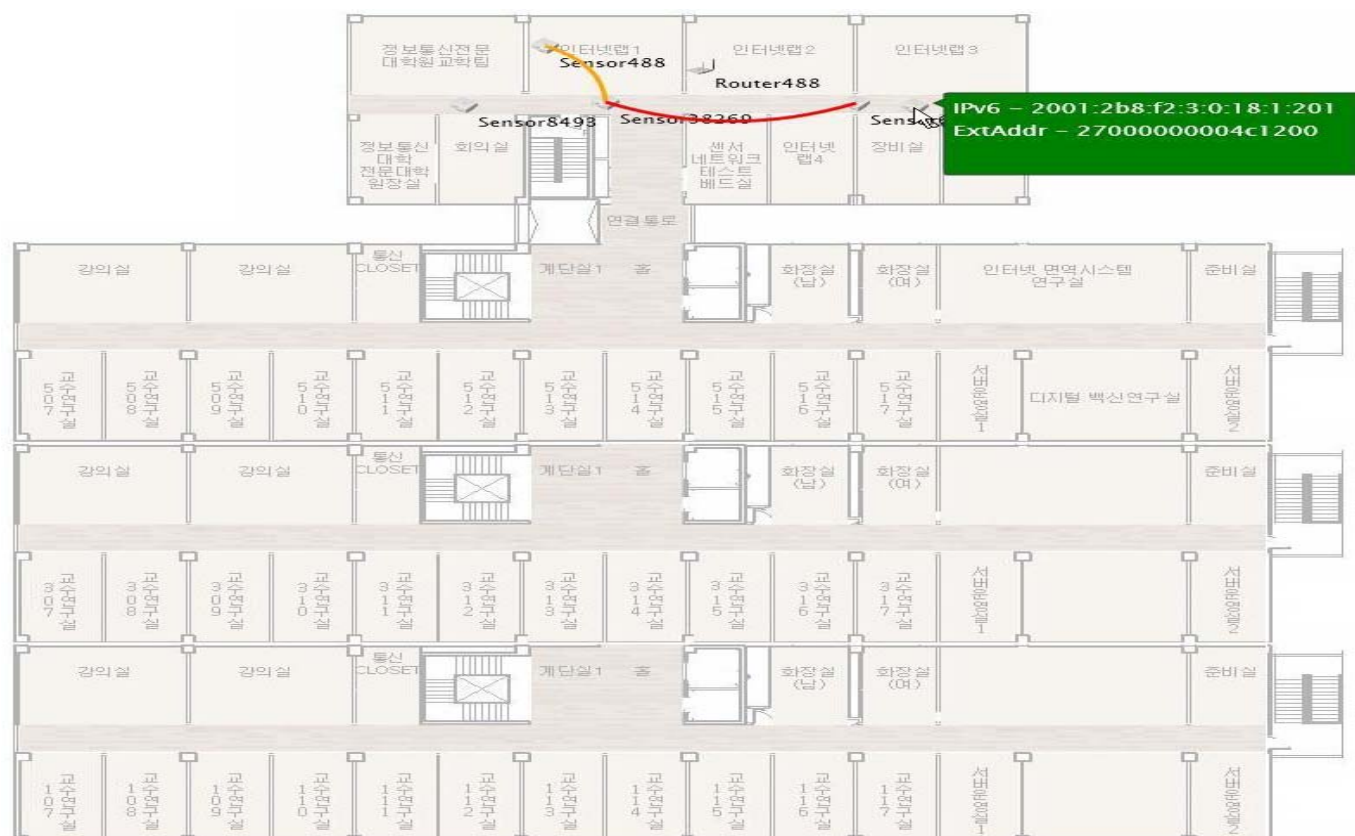 정보통신전문
대학원교학팀
인터넷랩1
인터넷랩2
인터넷랩3
Sensor488
Router488
Sensor8493
Sensor38269
IPv6 - 2001:2b8:f2:3:0:18:1:201
ExtAddr - 27000000004c1200
정보통신
대학
전문대학
원장실
회의실
센서
네트워크
테스트
베드실
인터넷
랩4
장비실
연결통로
강의실
강의실
통신
CLOSET
계단실1
홀
화장실
(남)
화장실
(여)
인터넷 면역시스템
연구실
준비실
교수연구실
507
교수연구실
508
교수연구실
509
교수연구실
510
교수연구실
511
교수연구실
512
교수연구실
513
교수연구실
514
교수연구실
515
교수연구실
516
교수연구실
517
서버운영실1
디지털 백신연구실
서버운영실2
강의실
강의실
통신
CLOSET
계단실1
홀
화장실
(남)
화장실
(여)
준비실
교수연구실
307
교수연구실
308
교수연구실
309
교수연구실
310
교수연구실
311
교수연구실
312
교수연구실
313
교수연구실
314
교수연구실
315
교수연구실
316
교수연구실
317
서버운영실1
서버운영실2
강의실
강의실
통신
CLOSET
계단실1
홀
화장실
(남)
화장실
(여)
준비실
교수연구실
107
교수연구실
108
교수연구실
109
교수연구실
110
교수연구실
111
교수연구실
112
교수연구실
113
교수연구실
114
교수연구실
115
교수연구실
116
교수연구실
117
서버운영실1
서버운영실2